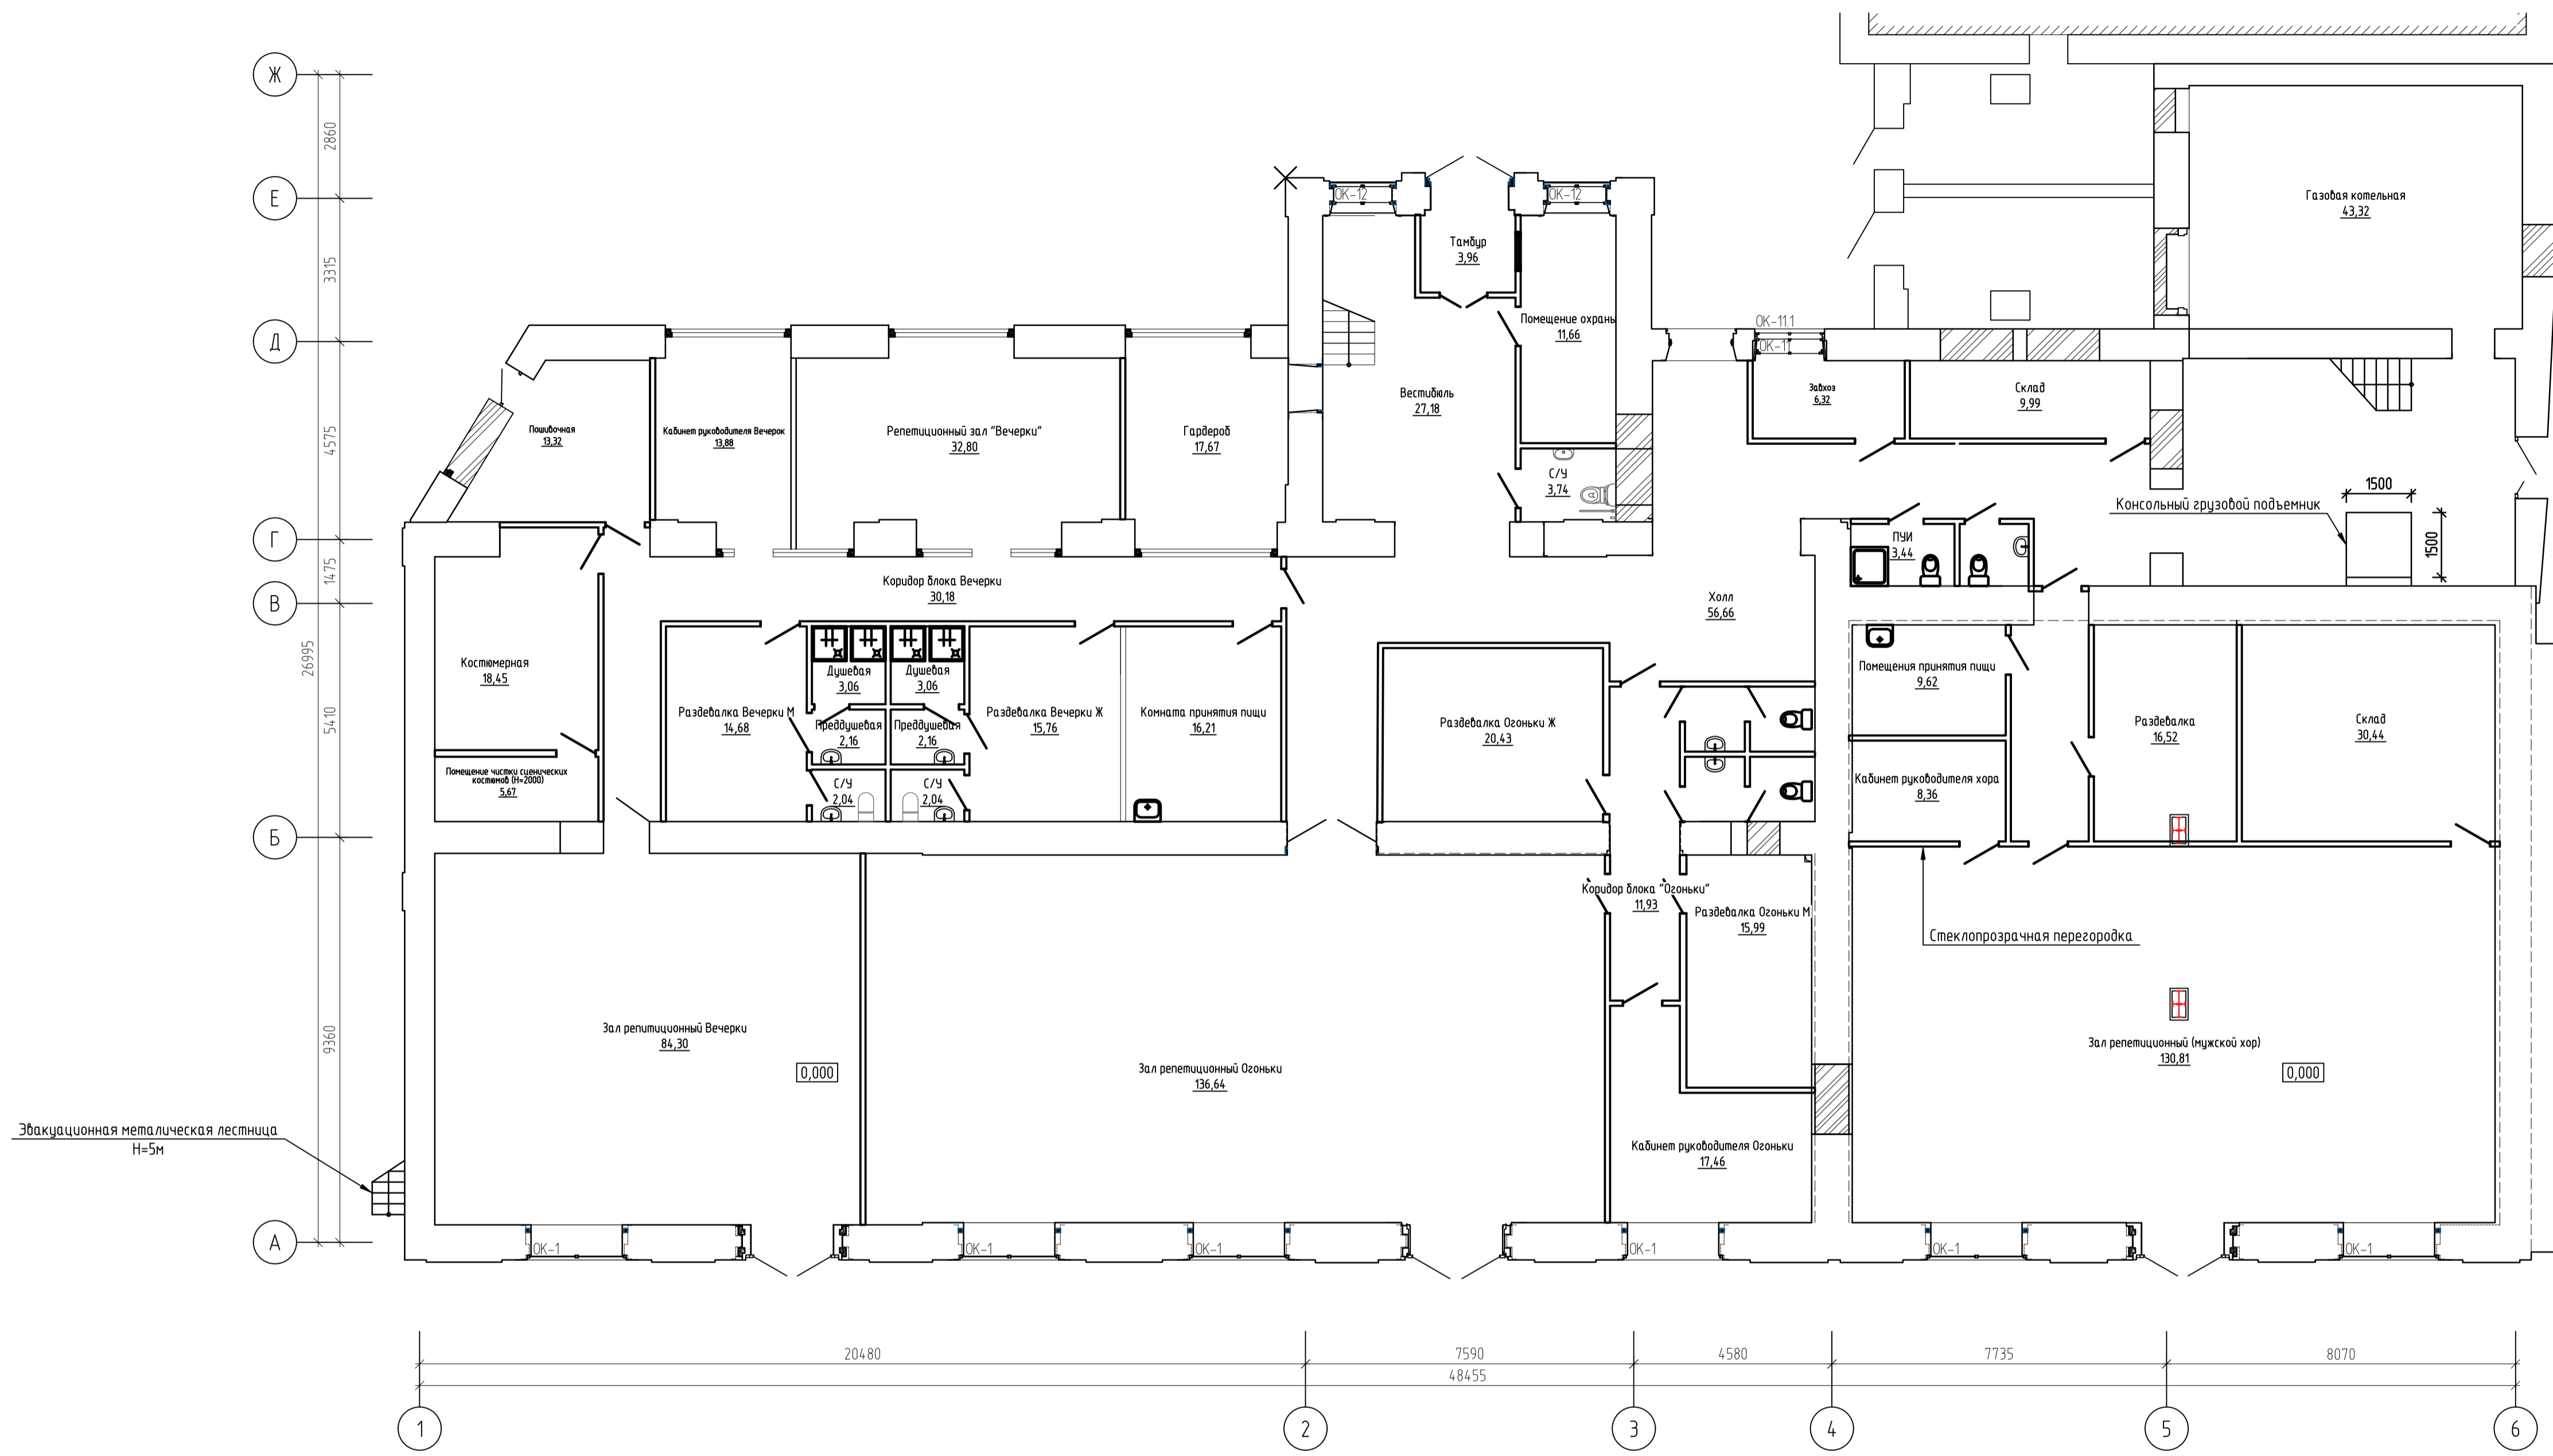 Ж
2860
Е
ОК-12
ОК-12
Газовая котельная
43,32
Тамбур
3,96
3315
Помещение охраны
11,66
ОК-11.1
ОК-11
Д
Вестибюль
27,18
Завхоз
6,32
Склад
9,99
4575
Пошивочная
13,32
Кабинет руководителя Вечерок
13,88
Репетиционный зал "Вечерки"
32,80
Гардероб
17,67
С/У
3,74
1500
Консольный грузовой подъемник
1500
Г
ПУИ
3,44
1475
Коридор блока Вечерки
30,18
В
Холл
56,66
26995
Костюмерная
18,45
Душевая
3,06
Душевая
3,06
Помещения принятия пищи
9,62
5410
Раздевалка Вечерки М
14,68
Преддушевая
2,16
Преддушевая
2,16
Раздевалка Вечерки Ж
15,76
Комната принятия пищи
16,21
Раздевалка Огоньки Ж
20,43
Раздевалка
16,52
Склад
30,44
Помещение чистки сценических
костюмов (Н=2000)
5,67
С/У
2,04
С/У
2,04
Кабинет руководителя хора
8,36
Б
Коридор блока "Огоньки"
11,93
Раздевалка Огоньки М
15,99
Стеклопрозрачная перегородка
9360
Зал репитиционный Вечерки
84,30
0,000
Зал репетиционный Огоньки
136,64
Зал репетиционный (мужской хор)
130,81
0,000
Эвакуационная металическая лестница
Н=5м
Кабинет руководителя Огоньки
17,46
А
ОК-1
ОК-1
ОК-1
ОК-1
ОК-1
ОК-1
20480
7590
4580
7735
8070
48455
1
2
3
4
5
6